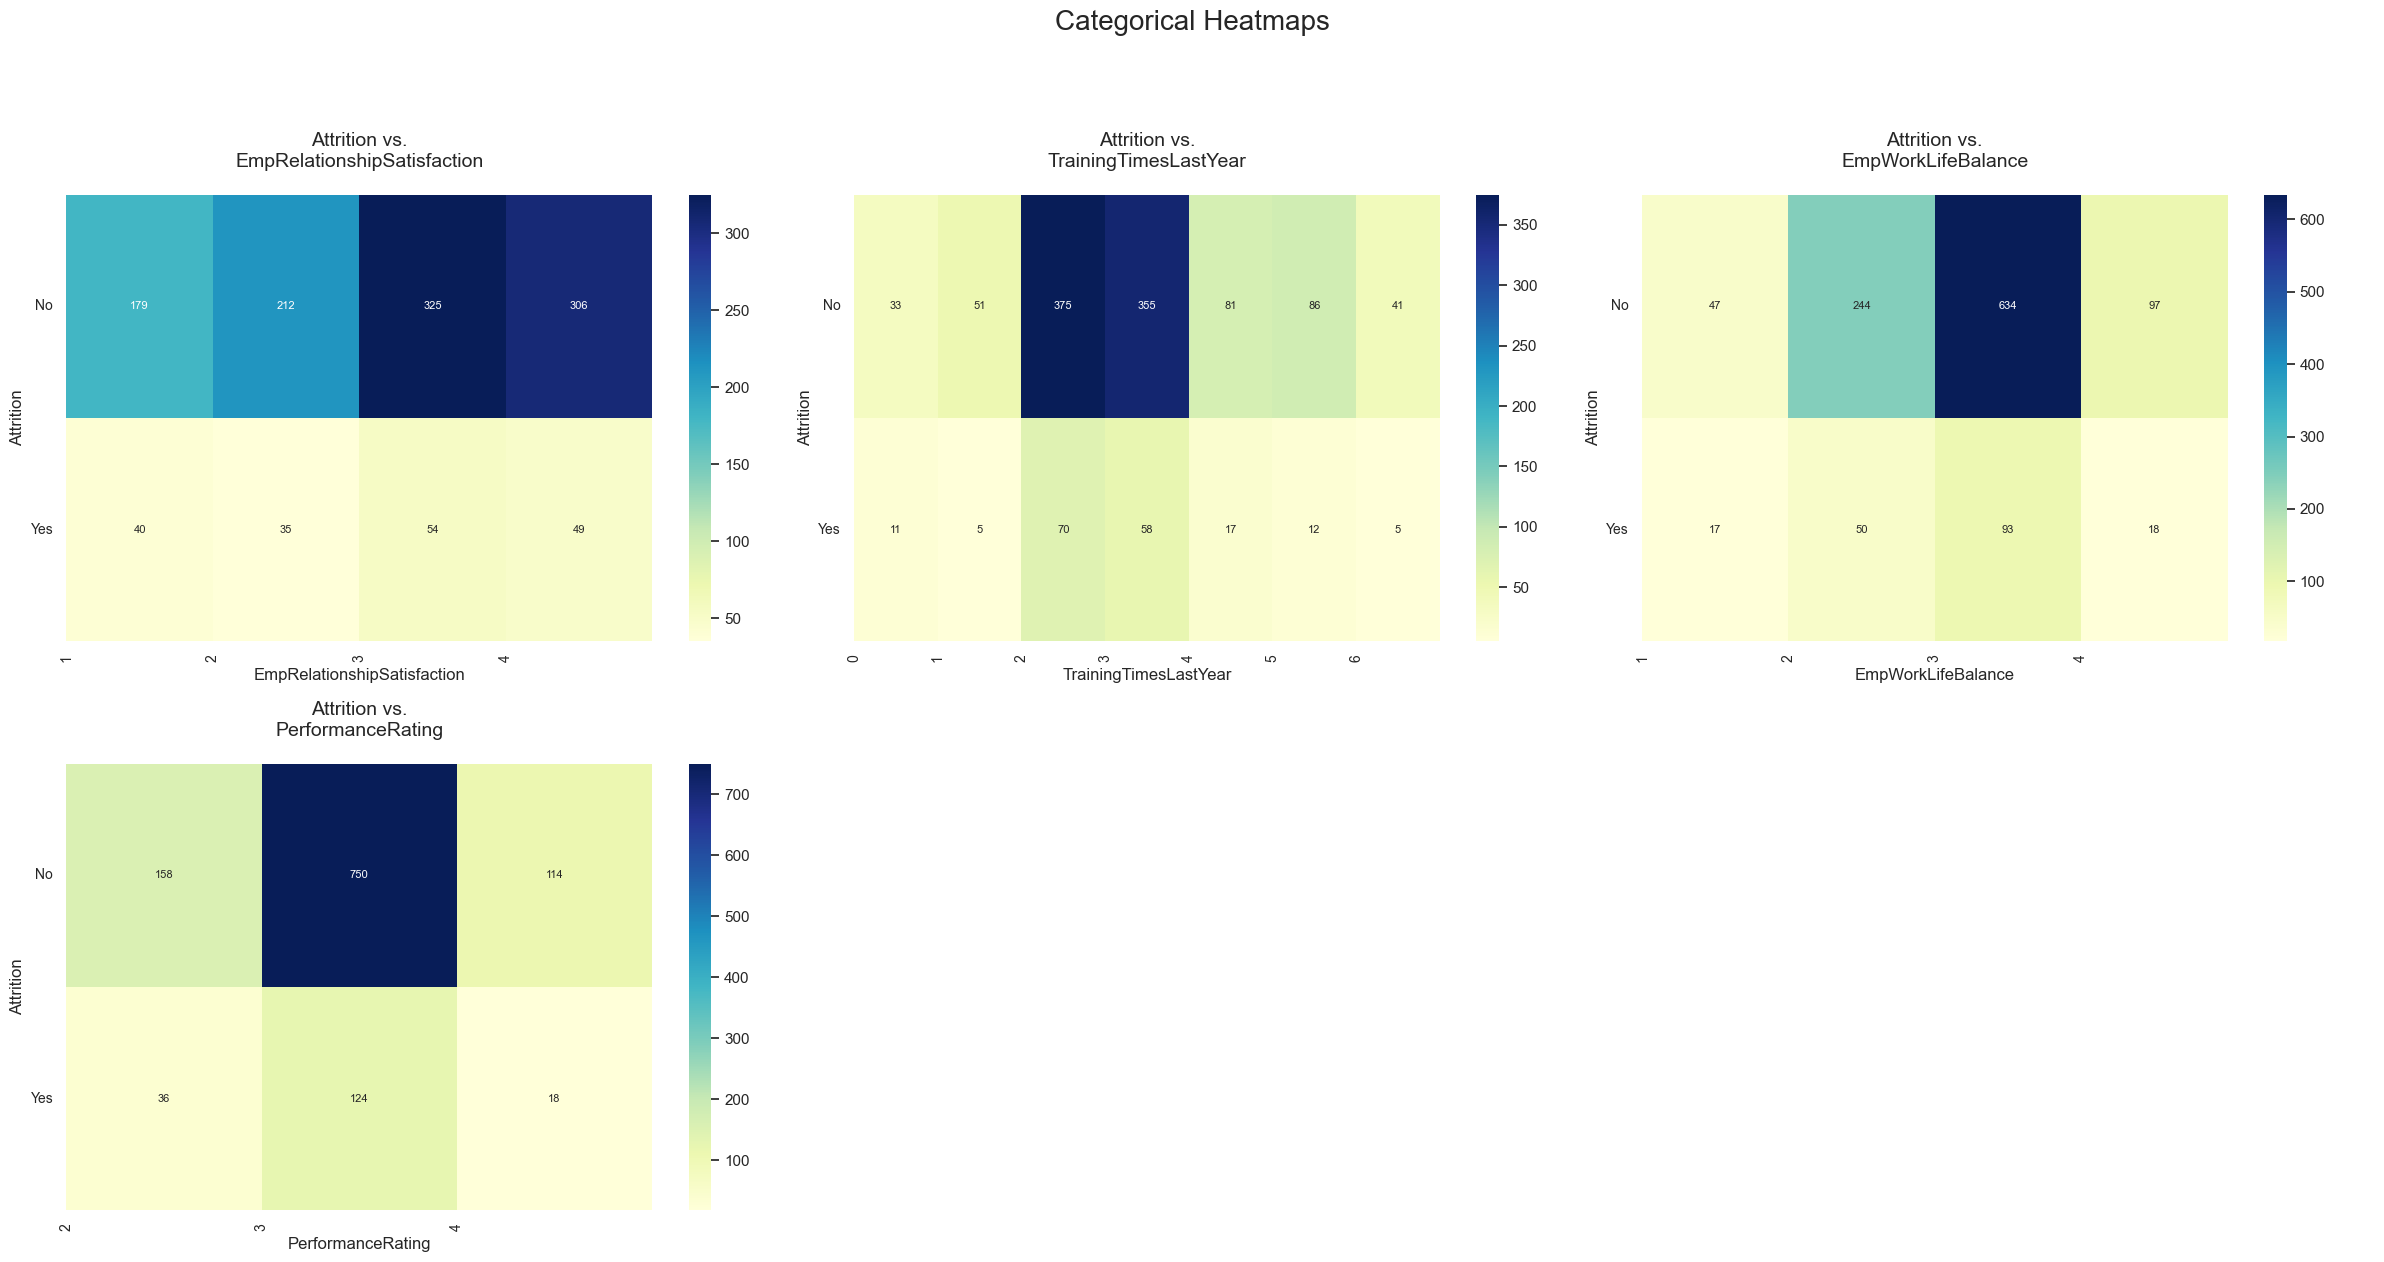 Categorical Heatmaps
Attrition vs.
EmpRelationshipSatisfaction
Attrition
No
Yes
179 212 325 306
40 35 54 49
1 2 3 4
EmpRelationshipSatisfaction
300
250
200
150
100
50
Attrition vs.
TrainingTimesLastYear
Attrition
No
Yes
33 51 375 355 81 86 41
11 5 70 58 17 12 5
0 1 2 3 4 5 6
TrainingTimesLastYear
350
300
250
200
150
100
50
Attrition vs.
EmpWorkLifeBalance
Attrition
No
Yes
47 244 634 97
17 50 93 18
1 2 3 4
EmpWorkLifeBalance
600
500
400
300
200
100
Attrition vs.
PerformanceRating
Attrition
No
Yes
158 750 114
36 124 18
2 3 4
PerformanceRating
700
600
500
400
300
200
100